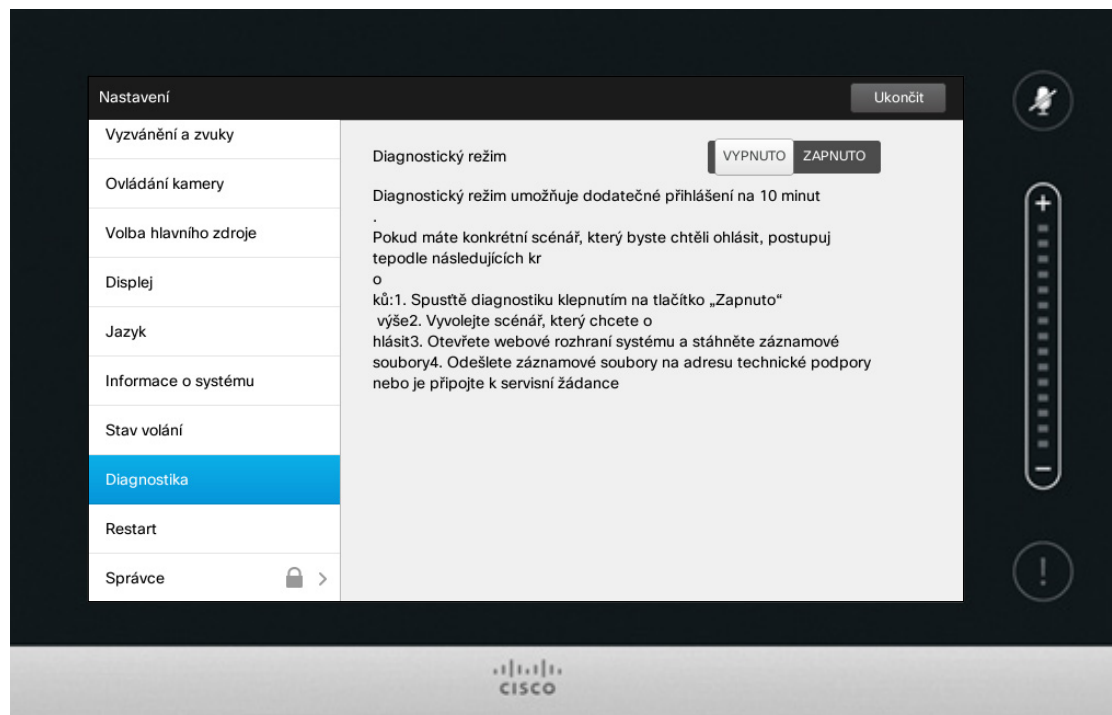 Nastavení
Ukončit
Vyzvánění a zvuky
Ovládání kamery
Volba hlavního zdroje
Displej
Jazyk
Informace o systému
Stav volání
Diagnostika
Restart
Správce
Diagnostický režim
VYPNUTO ZAPNUTO
Diagnostický režim umožňuje dodatečné přihlášení na 10 minut
.
Pokud máte konkrétní scénář, který byste chtěli ohlásit, postupuj
tepodle následujících kr
o
ků:1. Spusťtě diagnostiku klepnutím na tlačítko „Zapnuto“
výše2. Vyvolejte scénář, který chcete o
hlásit3. Otevřete webové rozhraní systému a stáhněte záznamové
soubory4. Odešlete záznamové soubory na adresu technické podpory
nebo je připojte k servisní žádance
+
–
!
CISCO